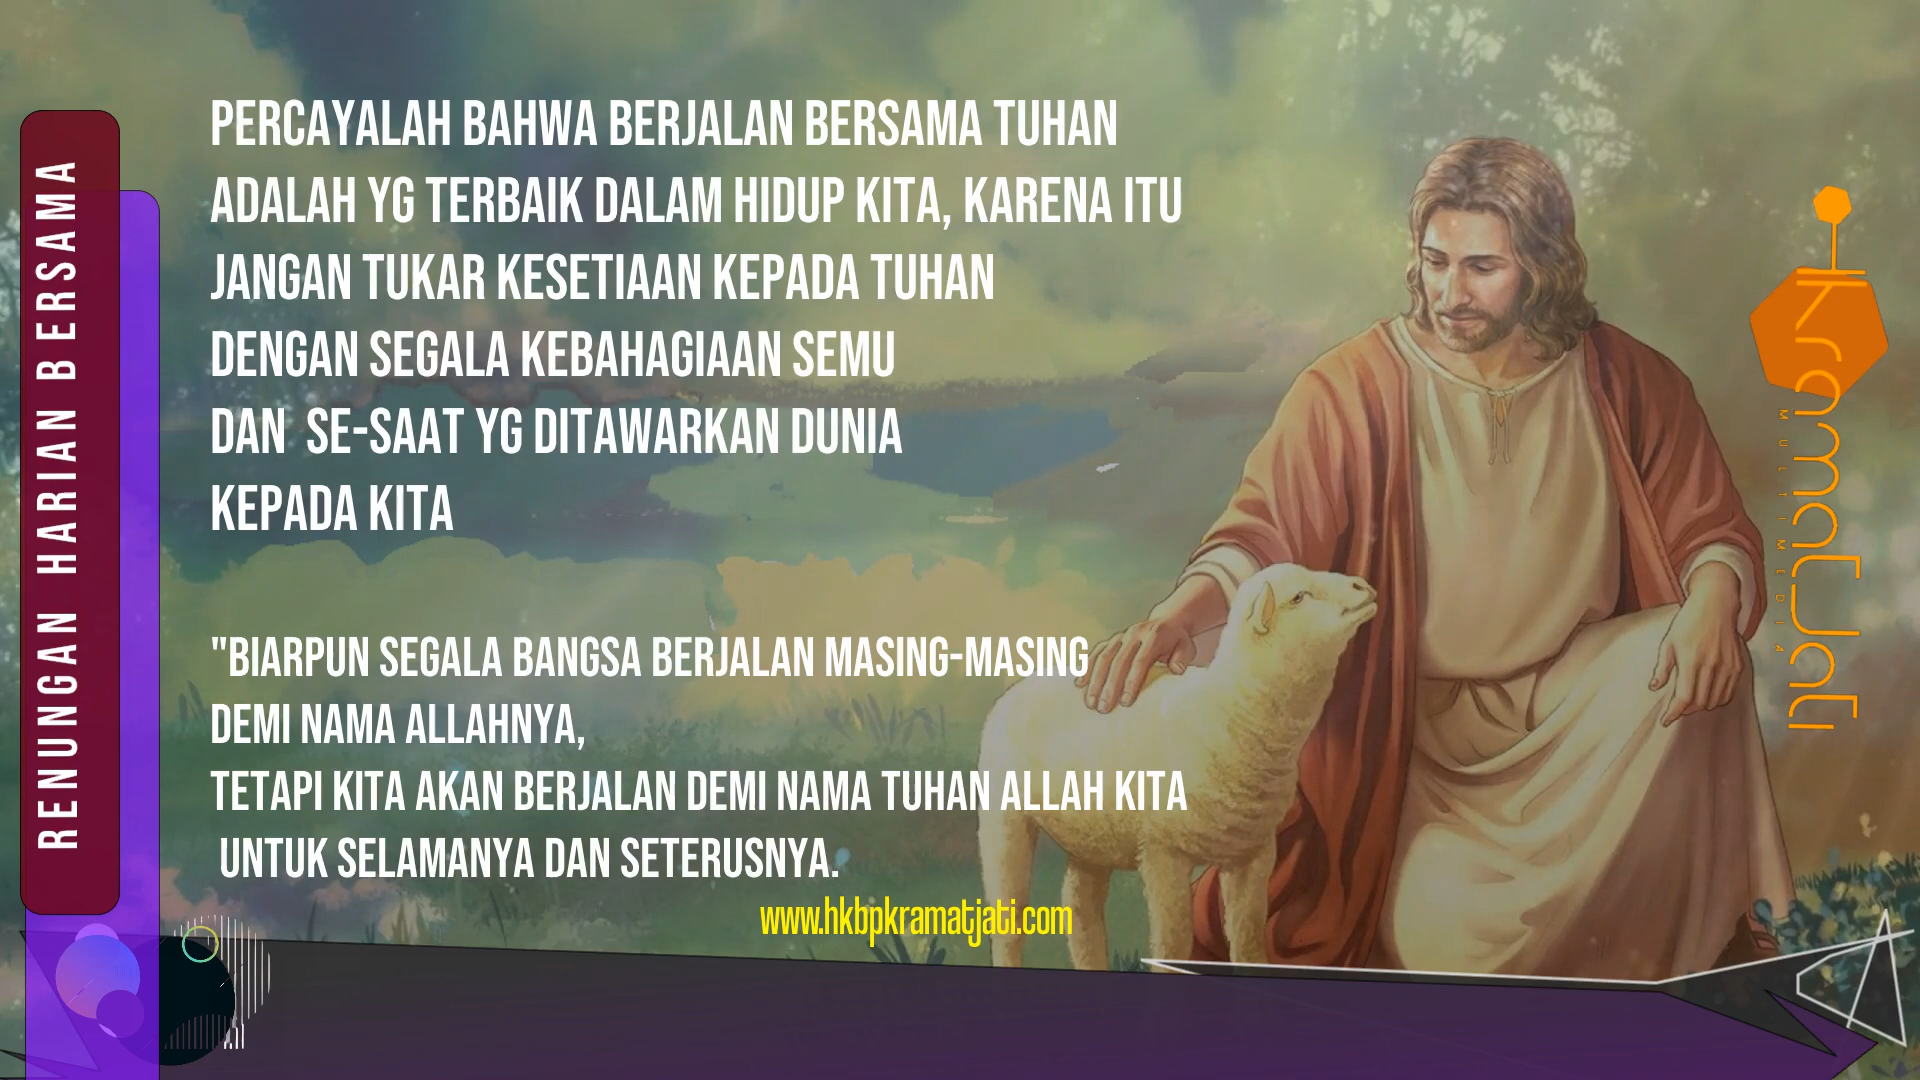 RENUNGAN HARIAN BERSAMA
PERCAYALAH BAHWA BERJALAN BERSAMA TUHAN
ADALAH YG TERBAIK DALAM HIDUP KITA, KARENA ITU
JANGAN TUKAR KESETIAAN KEPADA TUHAN
DENGAN SEGALA KEBAHAGIAAN SEMU
DAN SE-SAAT YG DITAWARKAN DUNIA
KEPADA KITA
"BIARPUN SEGALA BANGSA BERJALAN MASING-MASING
DEMI NAMA ALLAHNYA,
TETAPI KITA AKAN BERJALAN DEMI NAMA TUHAN ALLAH KITA
UNTUK SELAMANYA DAN SETERUSNYA.
www.hkbpkramatjati.com
KramatJati
MULTIMEDIA